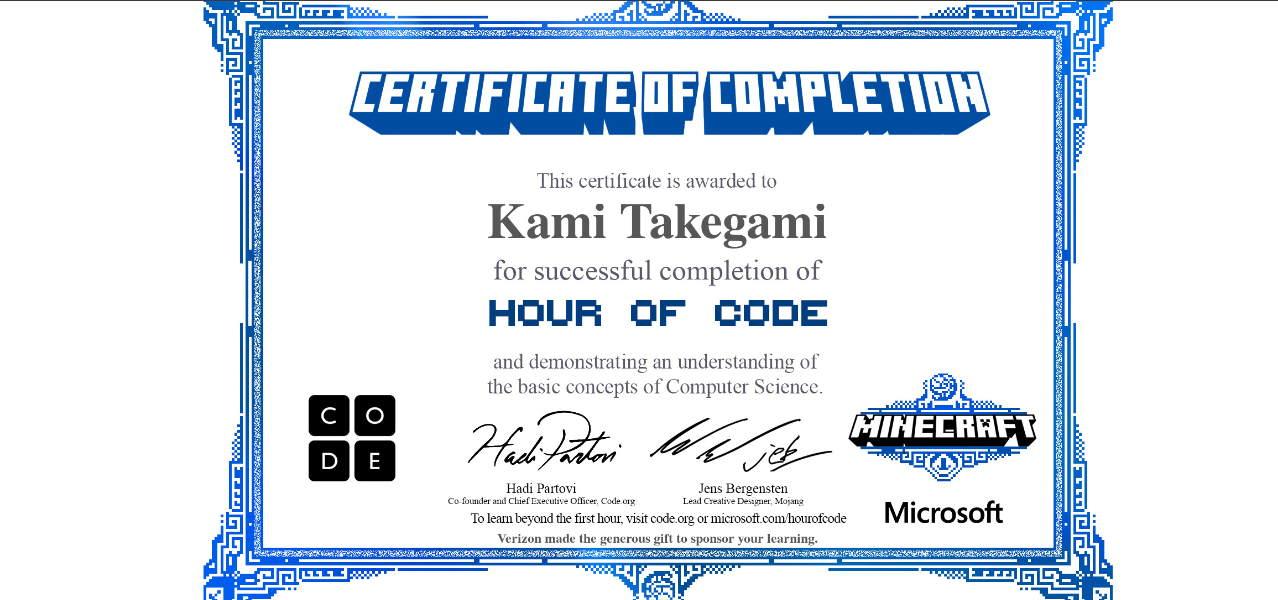 CERTIFICATE OF COMPLETION
This certificate is awarded to
Kami Takegami
for successful completion of
HOUR OF CODE
and demonstrating an understanding of
the basic concepts of Computer Science.
C O
D E
Hadi Partovi
jeb
MINECRAFT
Hadi Partovi
Jens Bergensten
Co-founder and Chief Executive Officer, Code.org
Lead Creative Designer, Mojang
Microsoft
To learn beyond the first hour, visit code.org or microsoft.com/hourofcode
Verizon made the generous gift to sponsor your learning.